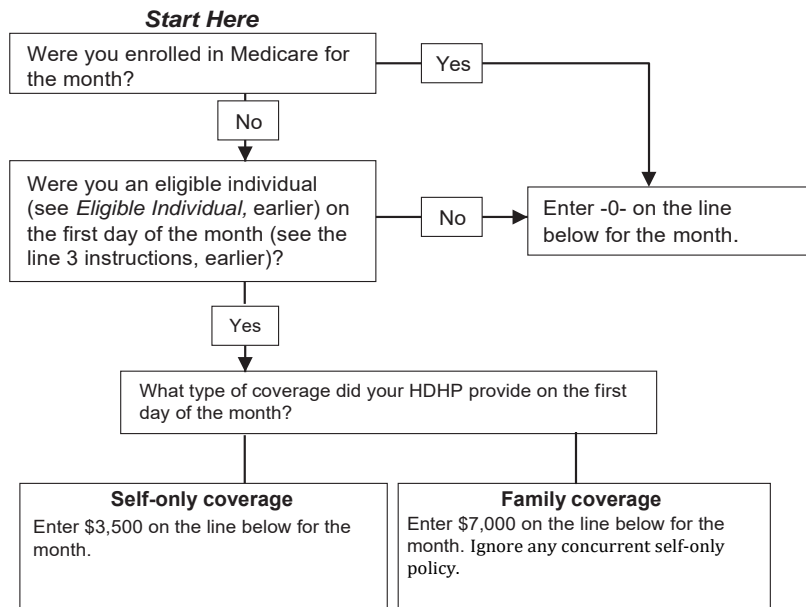 Start Here
Were you enrolled in Medicare for
the month?
Yes
No
Were you an eligible individual
(see Eligible Individual, earlier) on
the first day of the month (see the
line 3 instructions, earlier)?
No
Enter -0- on the line
below for the month.
Yes
What type of coverage did your HDHP provide on the first
day of the month?
Self-only coverage
Enter $3,500 on the line below for the
month.
Family coverage
Enter $7,000 on the line below for the
month. Ignore any concurrent self-only
policy.